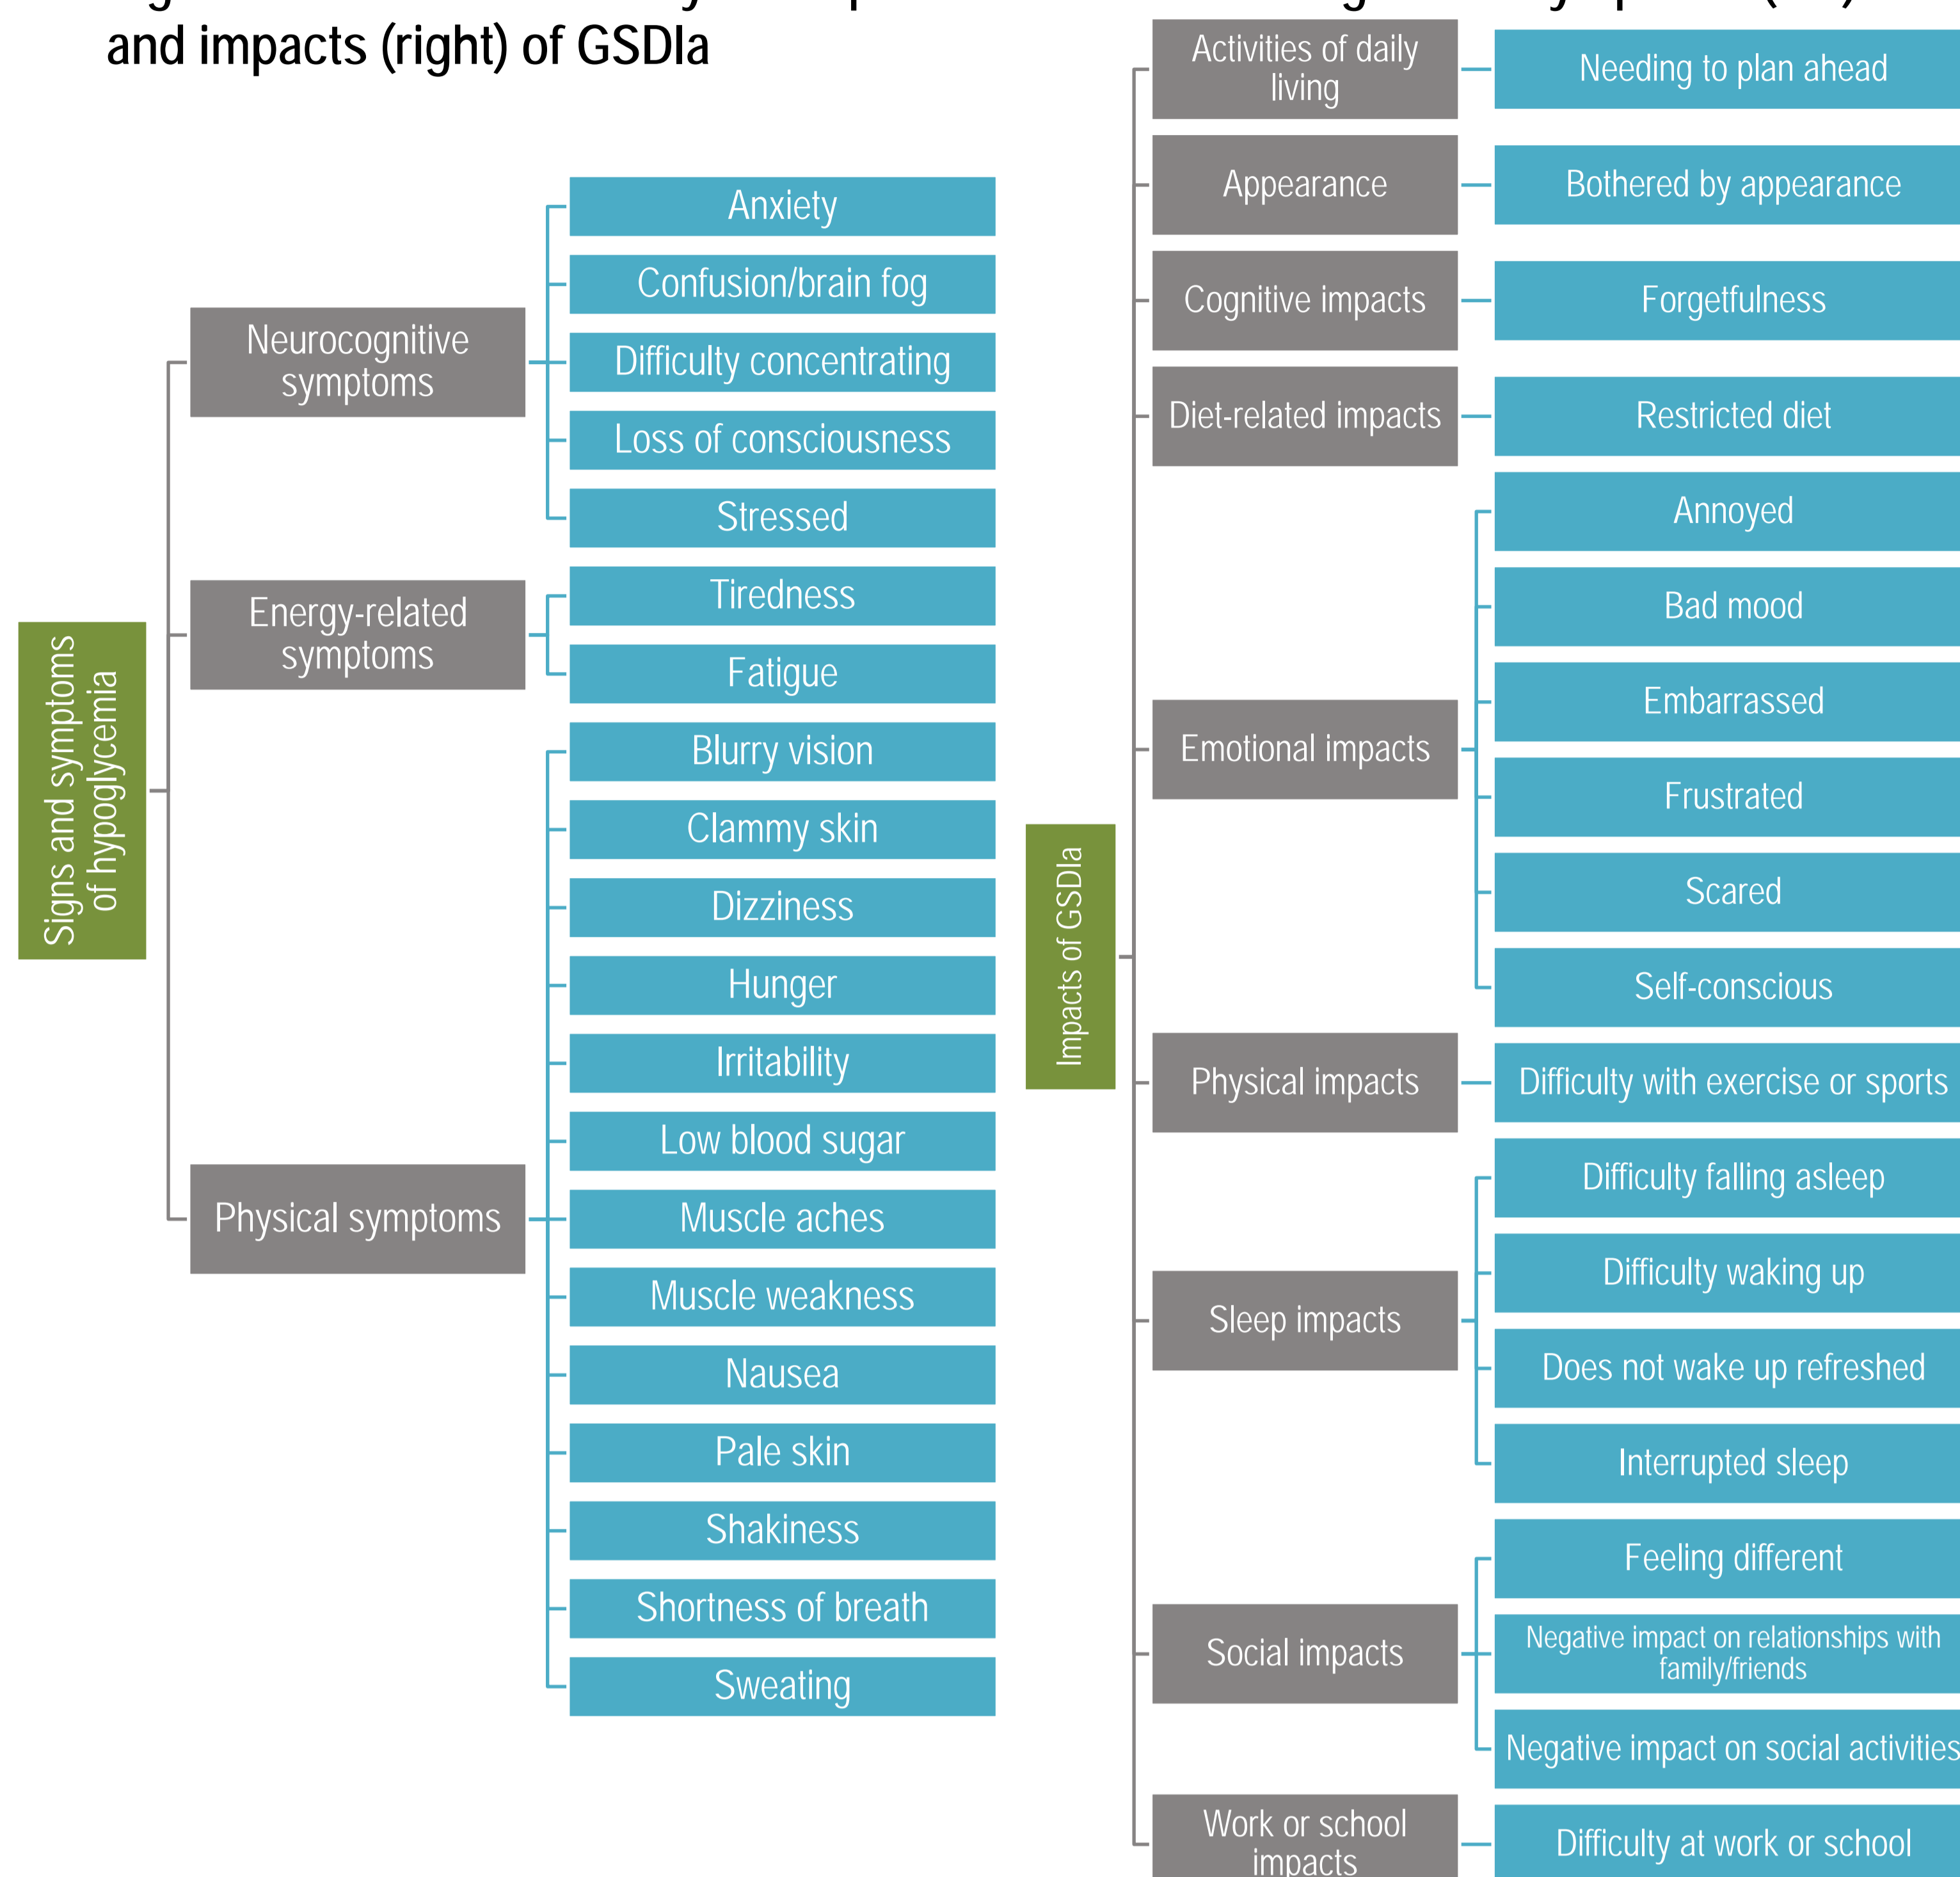 and impacts (right) of GSDIa
Signs and symptoms
of hypoglycemia
Neurocognitive
symptoms
Anxiety
Confusion/brain fog
Difficulty concentrating
Loss of consciousness
Stressed
Energy-related
symptoms
Tiredness
Fatigue
Physical symptoms
Blurry vision
Clammy skin
Dizziness
Hunger
Irritability
Low blood sugar
Muscle aches
Muscle weakness
Nausea
Pale skin
Shakiness
Shortness of breath
Sweating
Impacts of GSDIa
Activities of daily
living
Needing to plan ahead
Appearance
Bothered by appearance
Cognitive impacts
Forgetfulness
Diet-related impacts
Restricted diet
Emotional impacts
Annoyed
Bad mood
Embarrassed
Frustrated
Scared
Self-conscious
Physical impacts
Difficulty with exercise or sports
Sleep impacts
Difficulty falling asleep
Difficulty waking up
Does not wake up refreshed
Interrupted sleep
Social impacts
Feeling different
Negative impact on relationships with
family/friends
Negative impact on social activities
Work or school
impacts
Difficulty at work or school